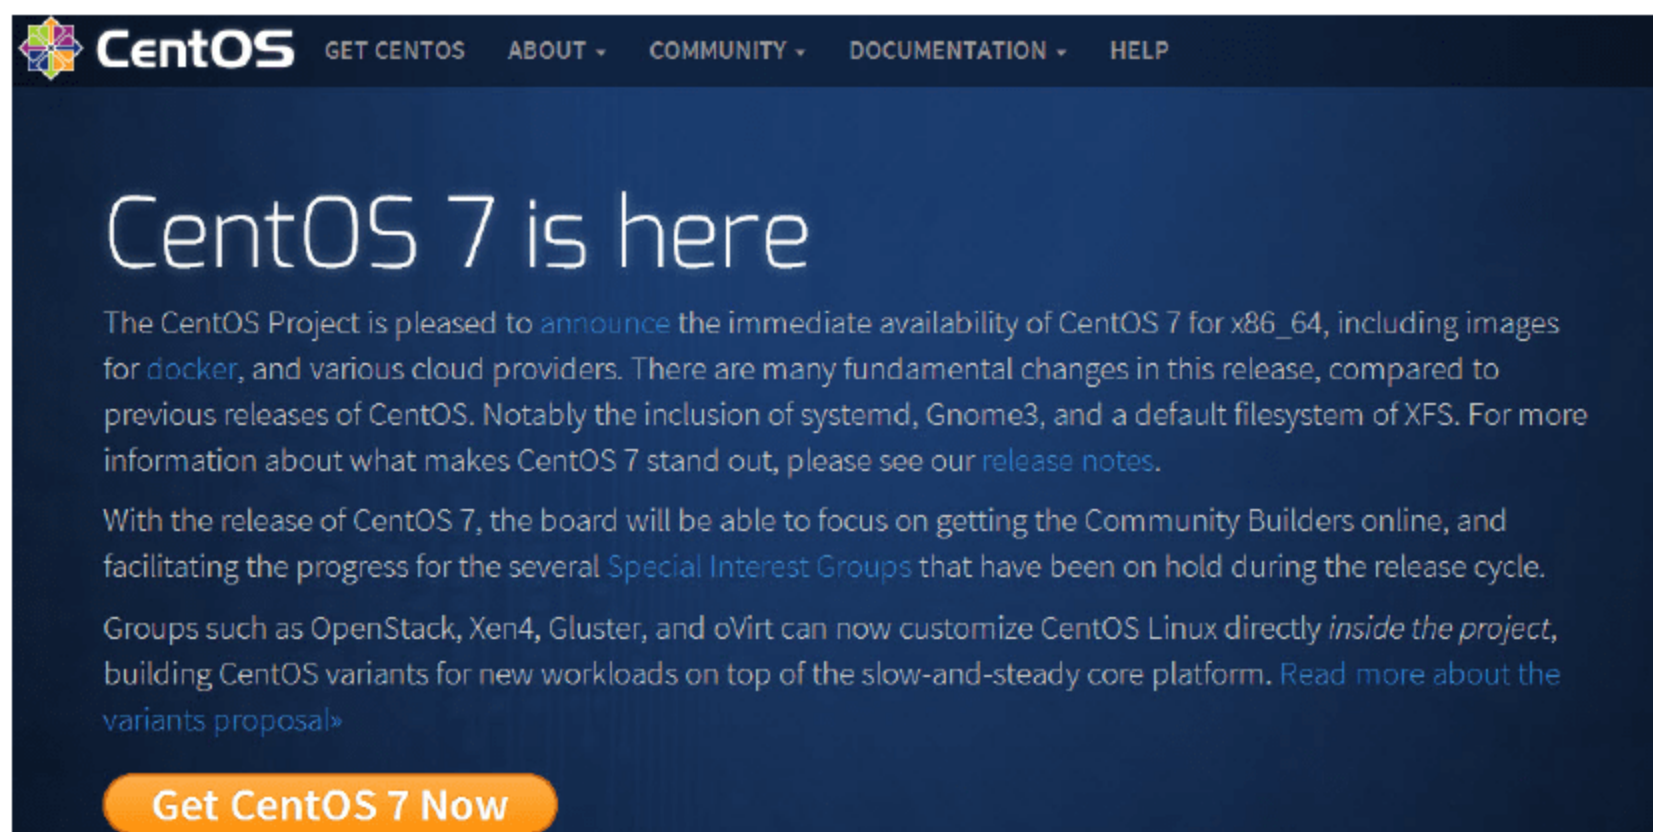 CentOS GET CENTOS ABOUT COMMUNITY DOCUMENTATION HELP
CentOS 7 is here
The CentOS Project is pleased to announce the immediate availability of CentOS 7 for x86_64, including images
for docker, and various cloud providers. There are many fundamental changes in this release, compared to
previous releases of CentOS. Notably the inclusion of systemd, Gnome3, and a default filesystem of XFS. For more
information about what makes CentOS 7 stand out, please see our release notes.
With the release of CentOS 7, the board will be able to focus on getting the Community Builders online, and
facilitating the progress for the several Special Interest Groups that have been on hold during the release cycle.
Groups such as OpenStack, Xen4, Gluster, and oVirt can now customize CentOS Linux directly inside the project,
building CentOS variants for new workloads on top of the slow-and-steady core platform. Read more about the
variants proposal»
Get CentOS 7 Now